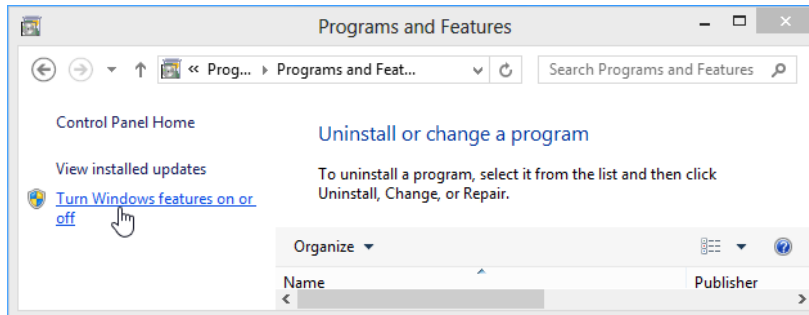 Programs and Features
« Prog... Programs and Feat...
Search Programs and Features
Control Panel Home
View installed updates
Turn Windows features on or
off
Uninstall or change a program
To uninstall a program, select it from the list and then click
Uninstall, Change, or Repair.
Organize
Name
Publisher